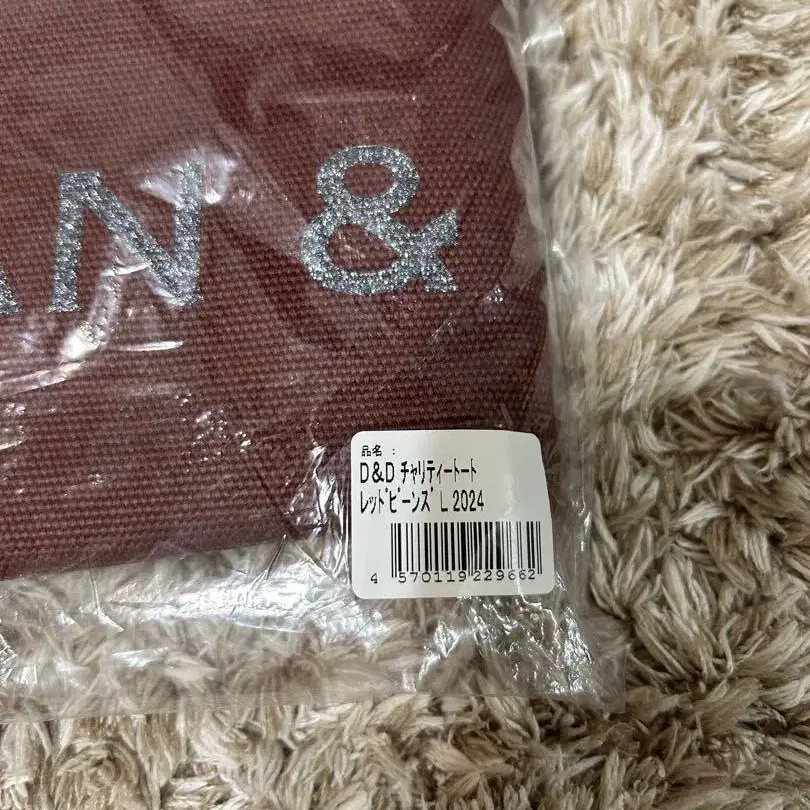 AN &
品名 :
D&D チャリティートート
レッドビーンズ L 2024
4 570119 229662